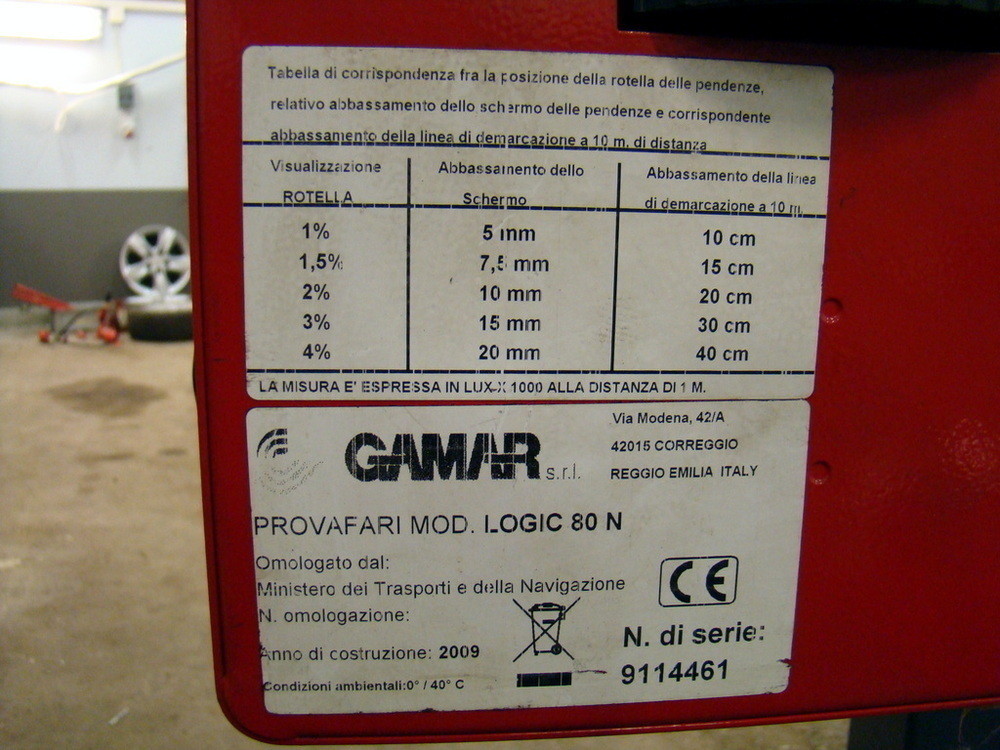 Tabella di corrispondenza fra la posizione della rotella delle pendenze,
relativo abbassamento dello schermo delle pendenze e corrispondente
abbassamento della linea di demarcazione a 10 m. di distanza
Visualizzazione ROTELLA
Abbassamento dello Schermo
Abbassamento della linea di demarcazione a 10 m.
1% 5 mm 10 cm
1,5% 7,5 mm 15 cm
2% 10 mm 20 cm
3% 15 mm 30 cm
4% 20 mm 40 cm
LA MISURA E' ESPRESSA IN LUX X 1000 ALLA DISTANZA DI 1 M.
GAMAR s.r.l.
Via Modena, 42/A
42015 CORREGGIO
REGGIO EMILIA ITALY
PROVAFARI MOD. LOGIC 80 N
Omologato dal:
Ministero dei Trasporti e della Navigazione
N. omologazione:
Anno di costruzione: 2009
Condizioni ambientali:0° / 40° C
CE
N. di serie:
9114461